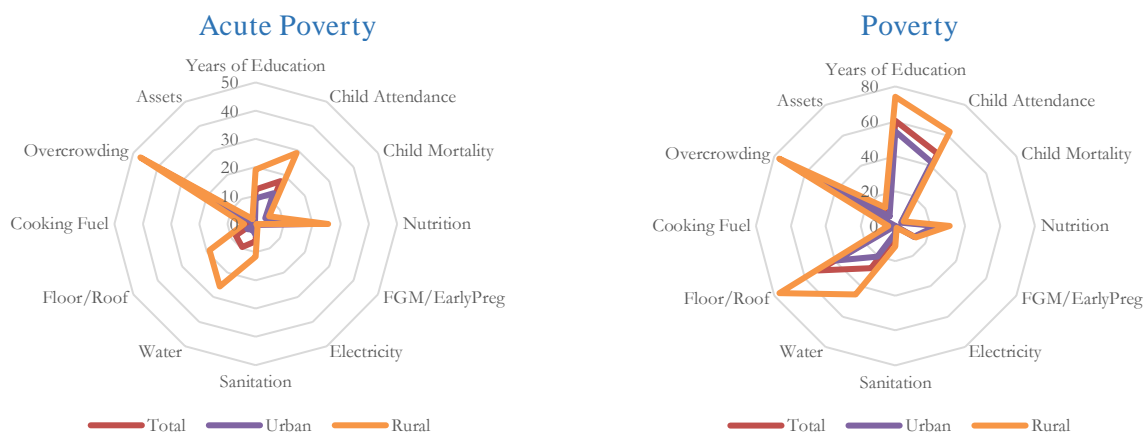 Acute Poverty
Years of Education
Child Attendance
Child Mortality
Nutrition
FGM/EarlyPreg
Electricity
Sanitation
Water
Floor/Roof
Cooking Fuel
Overcrowding
Assets
50
40
30
20
10
0
Total
Urban
Rural
Poverty
Years of Education
Child Attendance
Child Mortality
Nutrition
FGM/EarlyPreg
Electricity
Sanitation
Water
Floor/Roof
Cooking Fuel
Overcrowding
Assets
80
60
40
20
0
Total
Urban
Rural